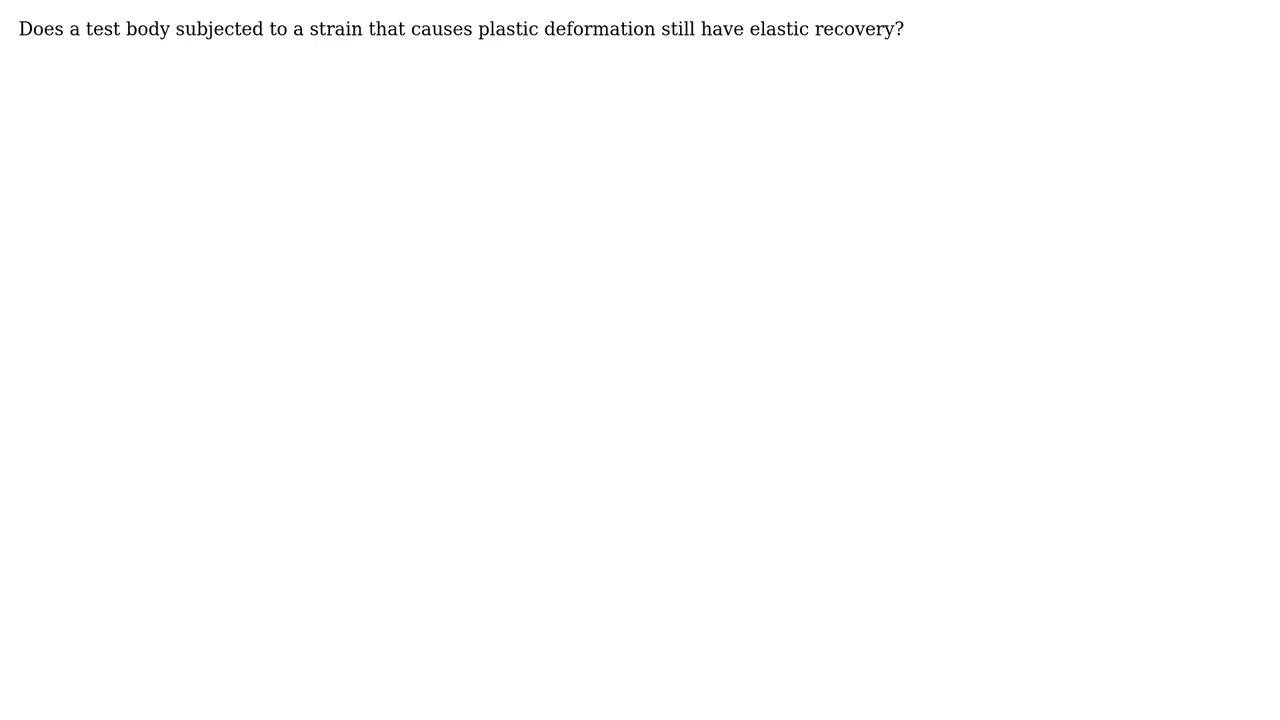 Does a test body subjected to a strain that causes plastic deformation still have elastic recovery?